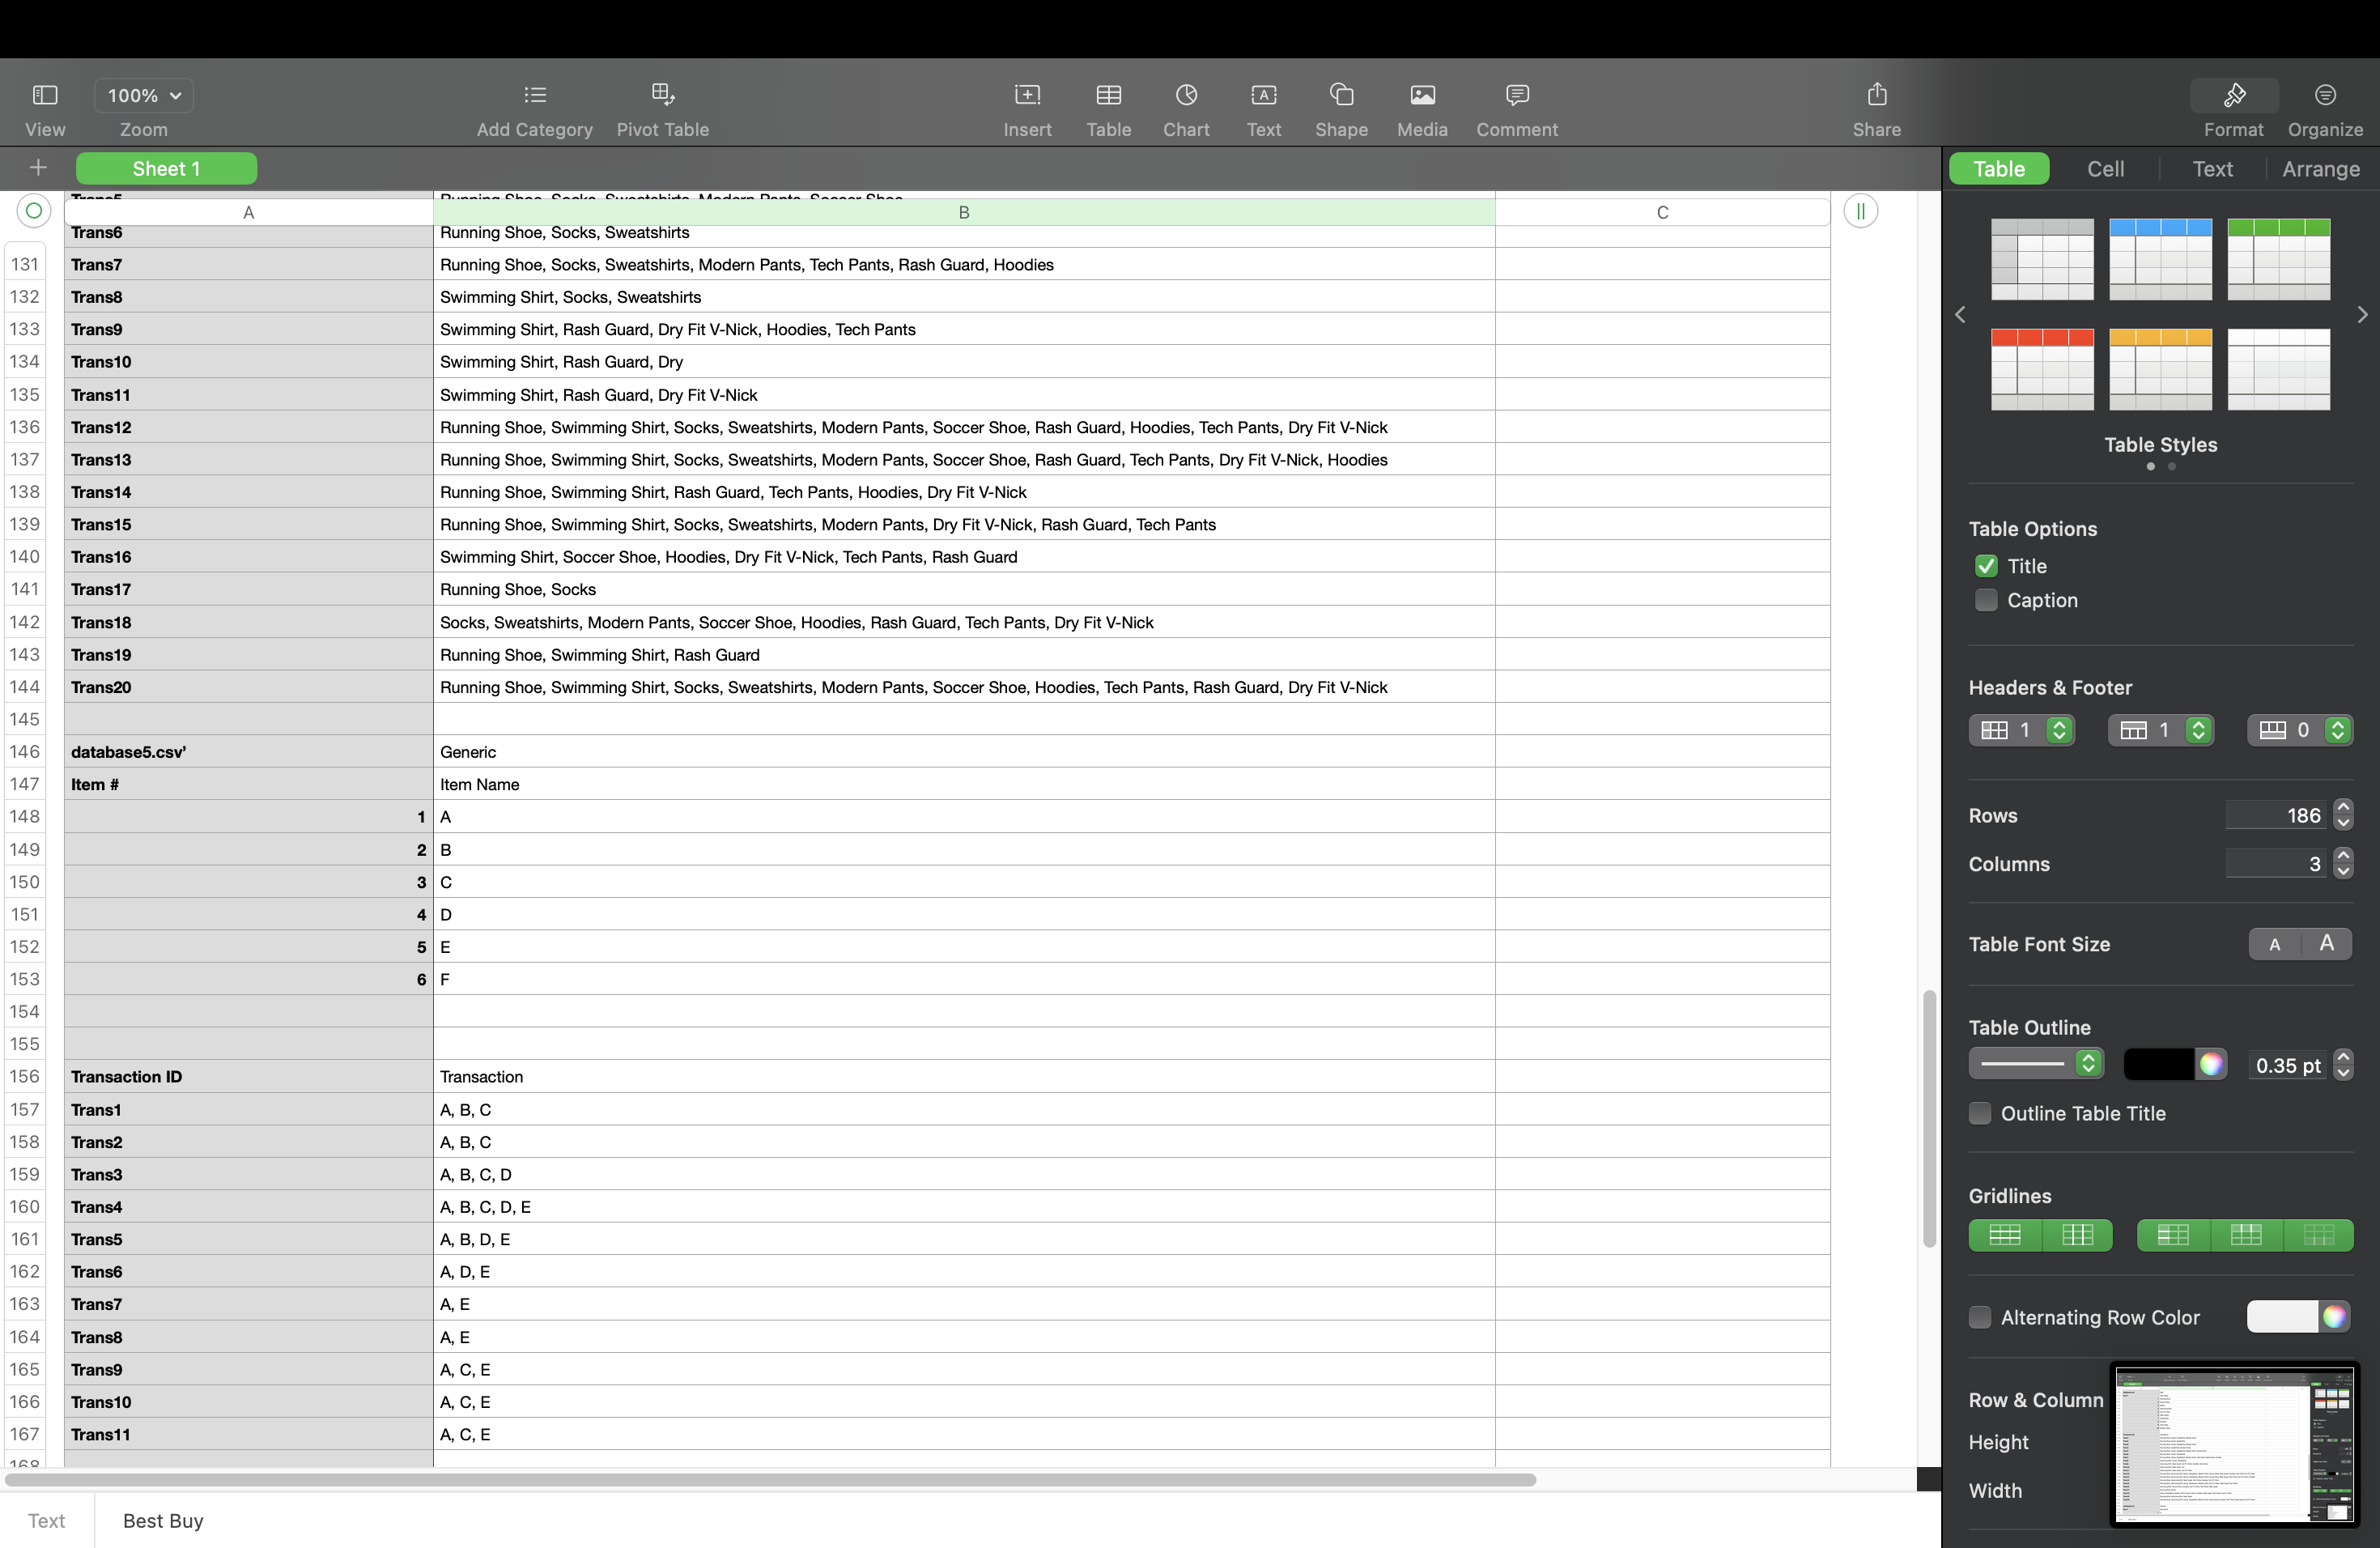 100%
View Zoom Add Category Pivot Table Insert Table Chart Text Shape Media Comment Share Format Organize
Sheet 1
Table Cell Text Arrange
Trans5 Running Shoe, Socks, Sweatshirts, Modern Pants, Soccer Shoe
A B C
Trans6 Running Shoe, Socks, Sweatshirts
131 Trans7 Running Shoe, Socks, Sweatshirts, Modern Pants, Tech Pants, Rash Guard, Hoodies
132 Trans8 Swimming Shirt, Socks, Sweatshirts
133 Trans9 Swimming Shirt, Rash Guard, Dry Fit V-Nick, Hoodies, Tech Pants
134 Trans10 Swimming Shirt, Rash Guard, Dry
135 Trans11 Swimming Shirt, Rash Guard, Dry Fit V-Nick
136 Trans12 Running Shoe, Swimming Shirt, Socks, Sweatshirts, Modern Pants, Soccer Shoe, Rash Guard, Hoodies, Tech Pants, Dry Fit V-Nick
137 Trans13 Running Shoe, Swimming Shirt, Socks, Sweatshirts, Modern Pants, Soccer Shoe, Rash Guard, Tech Pants, Dry Fit V-Nick, Hoodies
138 Trans14 Running Shoe, Swimming Shirt, Rash Guard, Tech Pants, Hoodies, Dry Fit V-Nick
139 Trans15 Running Shoe, Swimming Shirt, Socks, Sweatshirts, Modern Pants, Dry Fit V-Nick, Rash Guard, Tech Pants
140 Trans16 Swimming Shirt, Soccer Shoe, Hoodies, Dry Fit V-Nick, Tech Pants, Rash Guard
141 Trans17 Running Shoe, Socks
142 Trans18 Socks, Sweatshirts, Modern Pants, Soccer Shoe, Hoodies, Rash Guard, Tech Pants, Dry Fit V-Nick
143 Trans19 Running Shoe, Swimming Shirt, Rash Guard
144 Trans20 Running Shoe, Swimming Shirt, Socks, Sweatshirts, Modern Pants, Soccer Shoe, Hoodies, Tech Pants, Rash Guard, Dry Fit V-Nick
145
146 database5.csv’ Generic
147 Item # Item Name
148 1 A
149 2 B
150 3 C
151 4 D
152 5 E
153 6 F
154
155
156 Transaction ID Transaction
157 Trans1 A, B, C
158 Trans2 A, B, C
159 Trans3 A, B, C, D
160 Trans4 A, B, C, D, E
161 Trans5 A, B, D, E
162 Trans6 A, D, E
163 Trans7 A, E
164 Trans8 A, E
165 Trans9 A, C, E
166 Trans10 A, C, E
167 Trans11 A, C, E
168
Text Best Buy
Table Styles
Table Options
Title
Caption
Headers & Footer
1 1 0
Rows 186
Columns 3
Table Font Size A A
Table Outline
0.35 pt
Outline Table Title
Gridlines
Alternating Row Color
Row & Column
Height
Width